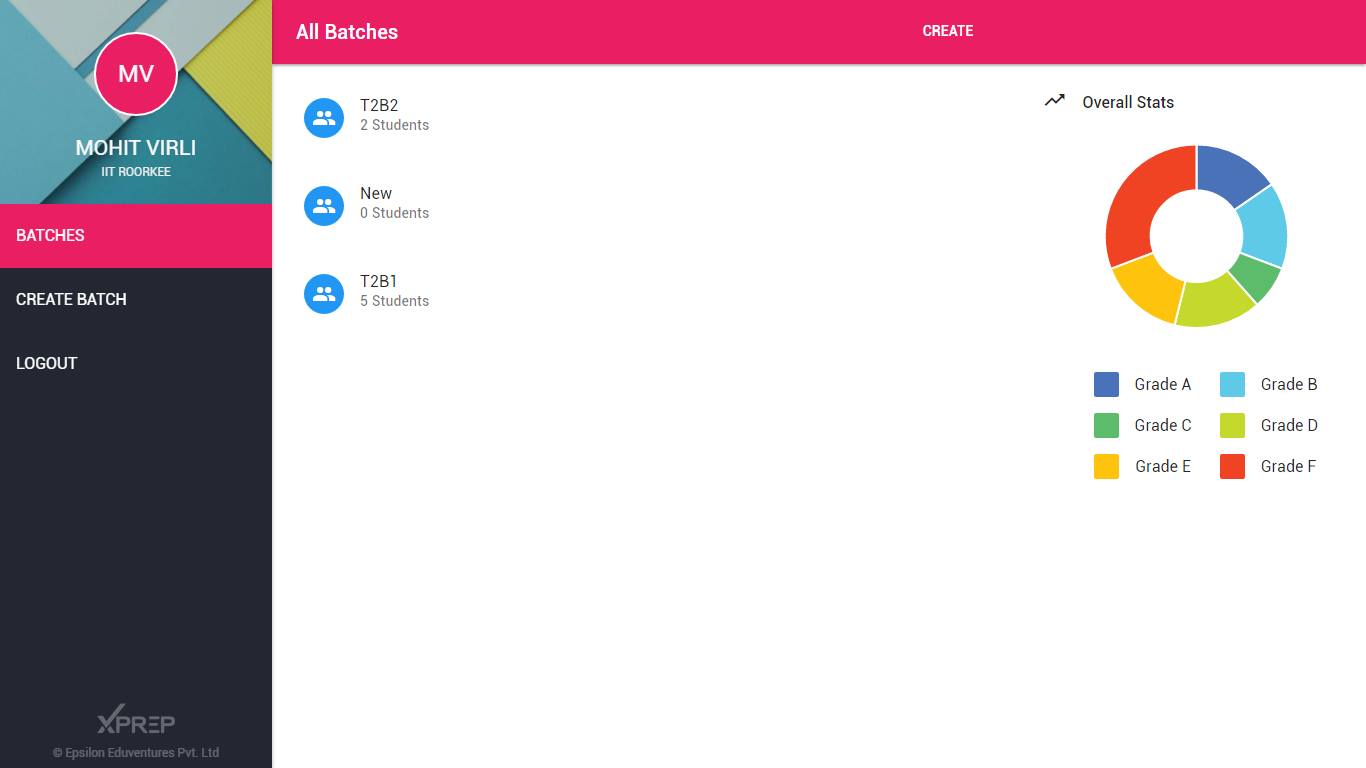 MV
MOHIT VIRLI
IIT ROORKEE
BATCHES
CREATE BATCH
LOGOUT
XPREP
© Epsilon Eduventures Pvt. Ltd
All Batches
CREATE
T2B2
2 Students
New
0 Students
T2B1
5 Students
Overall Stats
Grade A
Grade B
Grade C
Grade D
Grade E
Grade F